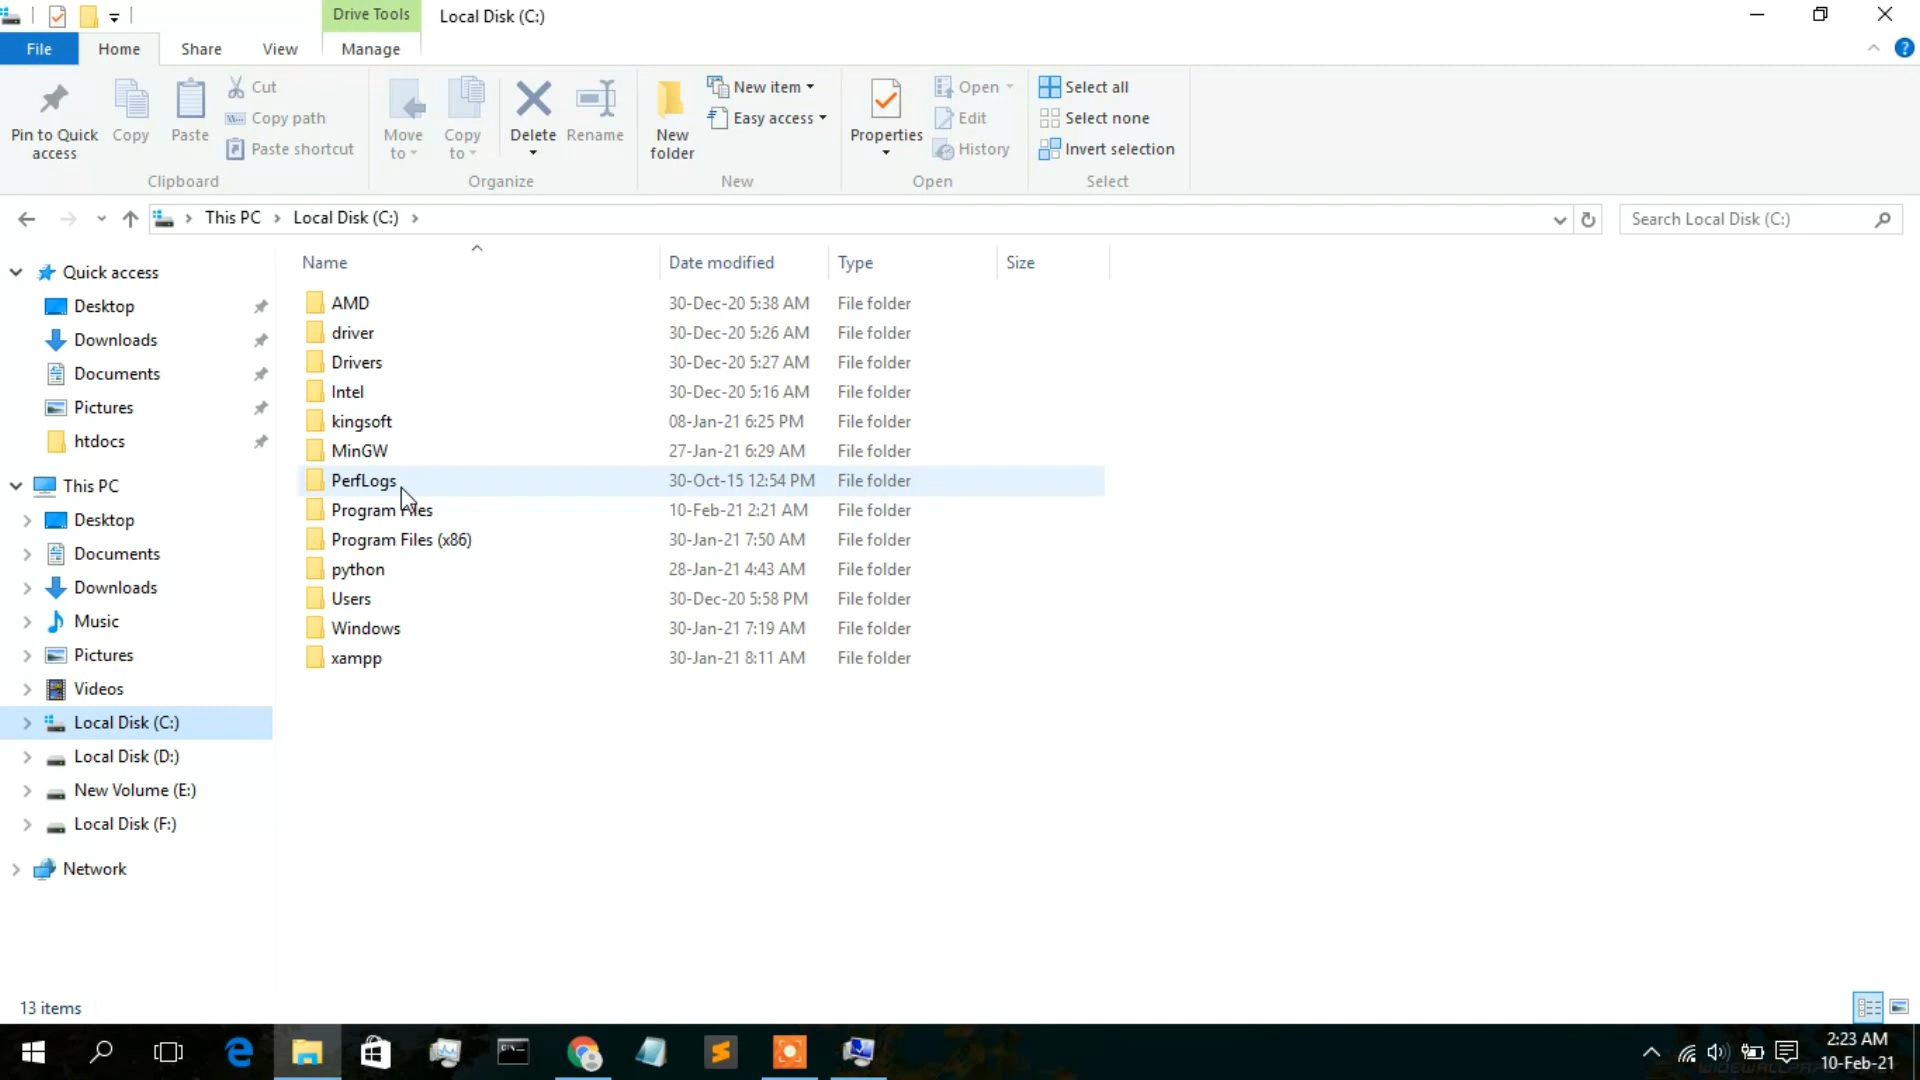 Drive Tools
Local Disk (C:)
File
Home
Share
View
Manage
?
Pin to Quick
access
Copy
Paste
Cut
Copy path
Paste shortcut
Clipboard
Move
to
Copy
to
Delete
Rename
Organize
New
folder
New item
Easy access
New
Properties
Open
Edit
History
Open
Select all
Select none
Invert selection
Select
This PC
Local Disk (C:)
Search Local Disk (C:)
Quick access
Desktop
Downloads
Documents
Pictures
htdocs
This PC
Desktop
Documents
Downloads
Music
Pictures
Videos
Local Disk (C:)
Local Disk (D:)
New Volume (E:)
Local Disk (F:)
Network
Name Date modified Type Size
AMD 30-Dec-20 5:38 AM File folder
driver 30-Dec-20 5:26 AM File folder
Drivers 30-Dec-20 5:27 AM File folder
Intel 30-Dec-20 5:16 AM File folder
kingsoft 08-Jan-21 6:25 PM File folder
MinGW 27-Jan-21 6:29 AM File folder
PerfLogs 30-Oct-15 12:54 PM File folder
Program Files 10-Feb-21 2:21 AM File folder
Program Files (x86) 30-Jan-21 7:50 AM File folder
python 28-Jan-21 4:43 AM File folder
Users 30-Dec-20 5:58 PM File folder
Windows 30-Jan-21 7:19 AM File folder
xampp 30-Jan-21 8:11 AM File folder
13 items
2:23 AM
10-Feb-21